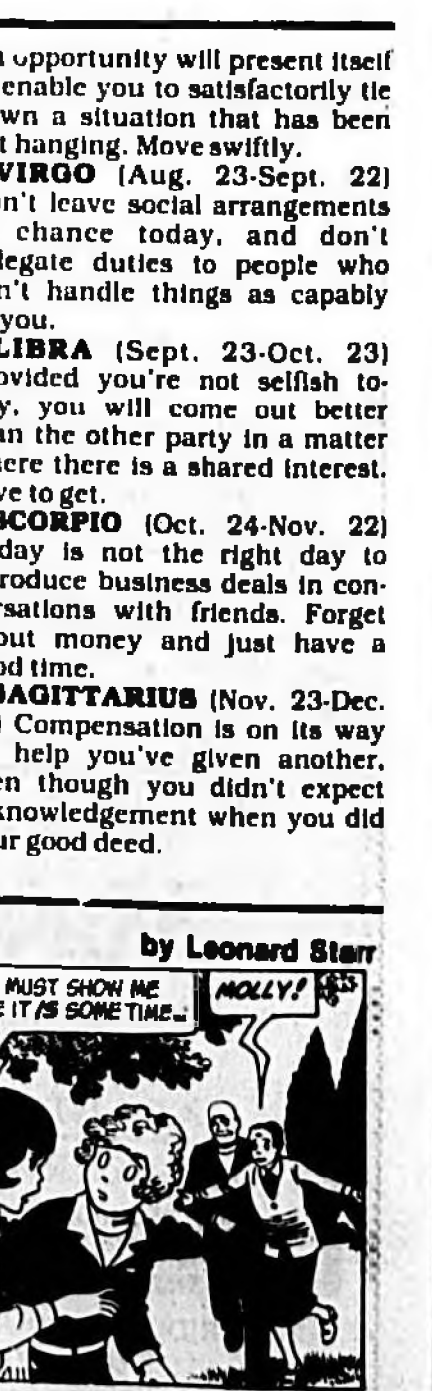 opportunity will present itself
enable you to satisfactorily tie
wn a situation that has been
t hanging. Move swiftly.
VIRGO (Aug. 23-Sept. 22)
n't leave social arrangements
chance today, and don't
legate duties to people who
n't handle things as capably
you.
LIBRA (Sept. 23-Oct. 23)
ovided you're not selfish to-
y, you will come out better
an the other party in a matter
ere there is a shared interest.
ve to get.
SCORPIO (Oct. 24-Nov. 22)
day is not the right day to
roduce business deals in con-
rsations with friends. Forget
out money and just have a
od time.
SAGITTARIUS (Nov. 23-Dec.
) Compensation is on its way
help you've given another,
en though you didn't expect
knowledgement when you did
ur good deed.
by Leonard Starr
MUST SHOW ME
E IT IS SOME TIME...
MOLLY!